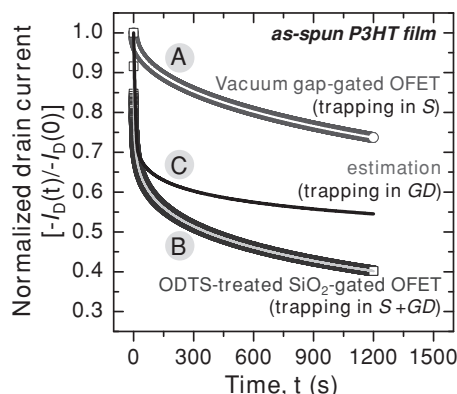 Normalized drain current
[-I_D(t)/-I_D(0)]
1.0
0.9
0.8
0.7
0.6
0.5
0.4
0.3
as-spun P3HT film
A
Vacuum gap-gated OFET
(trapping in S)
C
estimation
(trapping in GD)
B
ODTS-treated SiO₂-gated OFET
(trapping in S+GD)
0 300 600 900 1200 1500
Time, t (s)